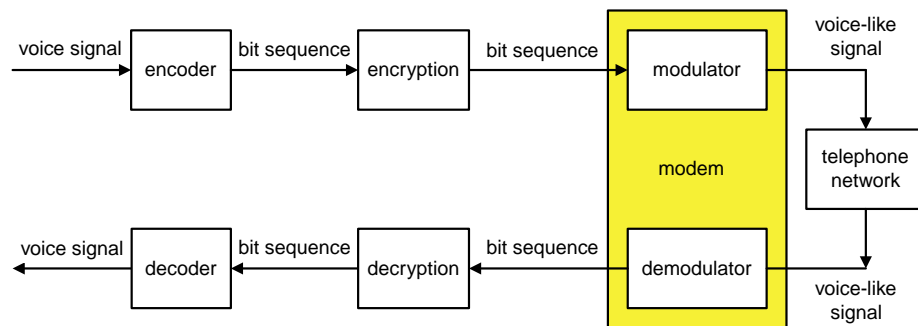 voice signal
encoder
bit sequence
encryption
bit sequence
modulator
voice-like
signal
modem
telephone
network
voice signal
decoder
bit sequence
decryption
bit sequence
demodulator
voice-like
signal